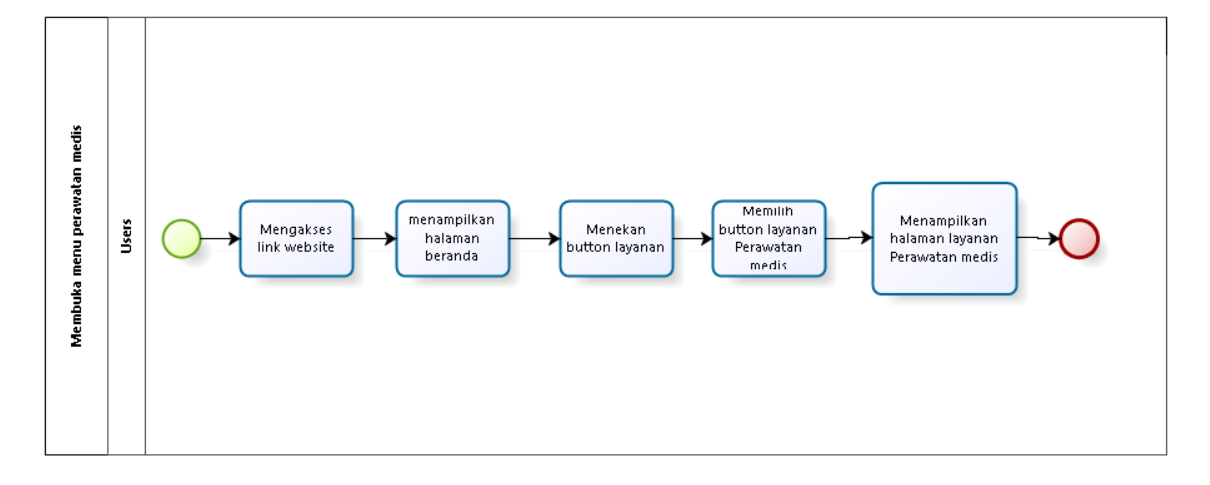 Membuka menu perawatan medis
Users
Mengakses
link website
menampilkan
halaman
beranda
Menekan
button layanan
Memilih
button layanan
Perawatan
medis
Menampilkan
halaman layanan
Perawatan medis